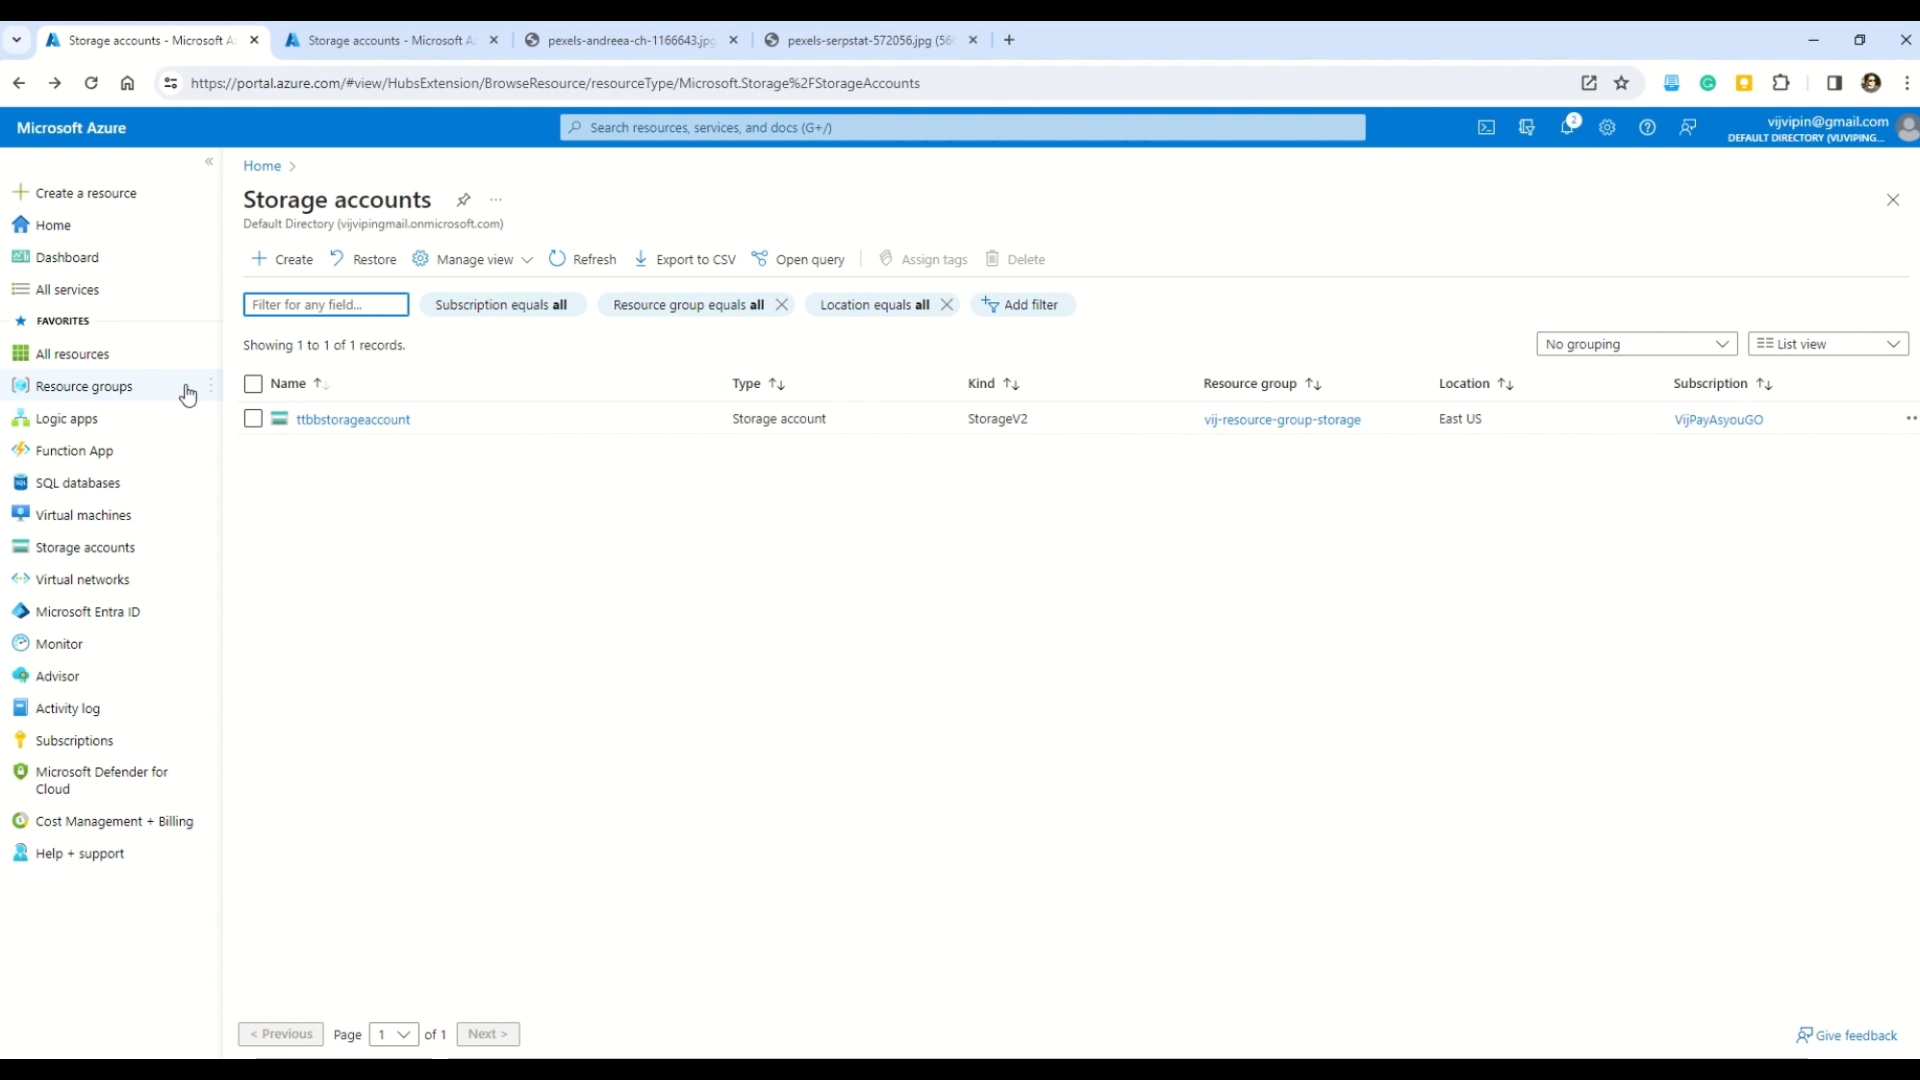 Storage accounts - Microsoft A
Storage accounts - Microsoft A
pexels-andreea-ch-1166643.jpg
pexels-serpstat-572056.jpg (56
https://portal.azure.com/#view/HubsExtension/BrowseResource/resourceType/Microsoft.Storage%2FStorageAccounts
Microsoft Azure
Search resources, services, and docs (G+/)
2
vijvipin@gmail.com
DEFAULT DIRECTORY (VIJVIPING...
Create a resource
Home
Dashboard
All services
FAVORITES
All resources
Resource groups
Logic apps
Function App
SQL databases
Virtual machines
Storage accounts
Virtual networks
Microsoft Entra ID
Monitor
Advisor
Activity log
Subscriptions
Microsoft Defender for
Cloud
Cost Management + Billing
Help + support
Home
Storage accounts
Default Directory (vijvipingmail.onmicrosoft.com)
Create Restore Manage view Refresh Export to CSV Open query Assign tags Delete
Filter for any field... Subscription equals all Resource group equals all Location equals all Add filter
Showing 1 to 1 of 1 records.
No grouping List view
Name Type Kind Resource group Location Subscription
ttbbstorageaccount Storage account StorageV2 vij-resource-group-storage East US VijPayAsyouGO
< Previous Page 1 of 1 Next >
Give feedback